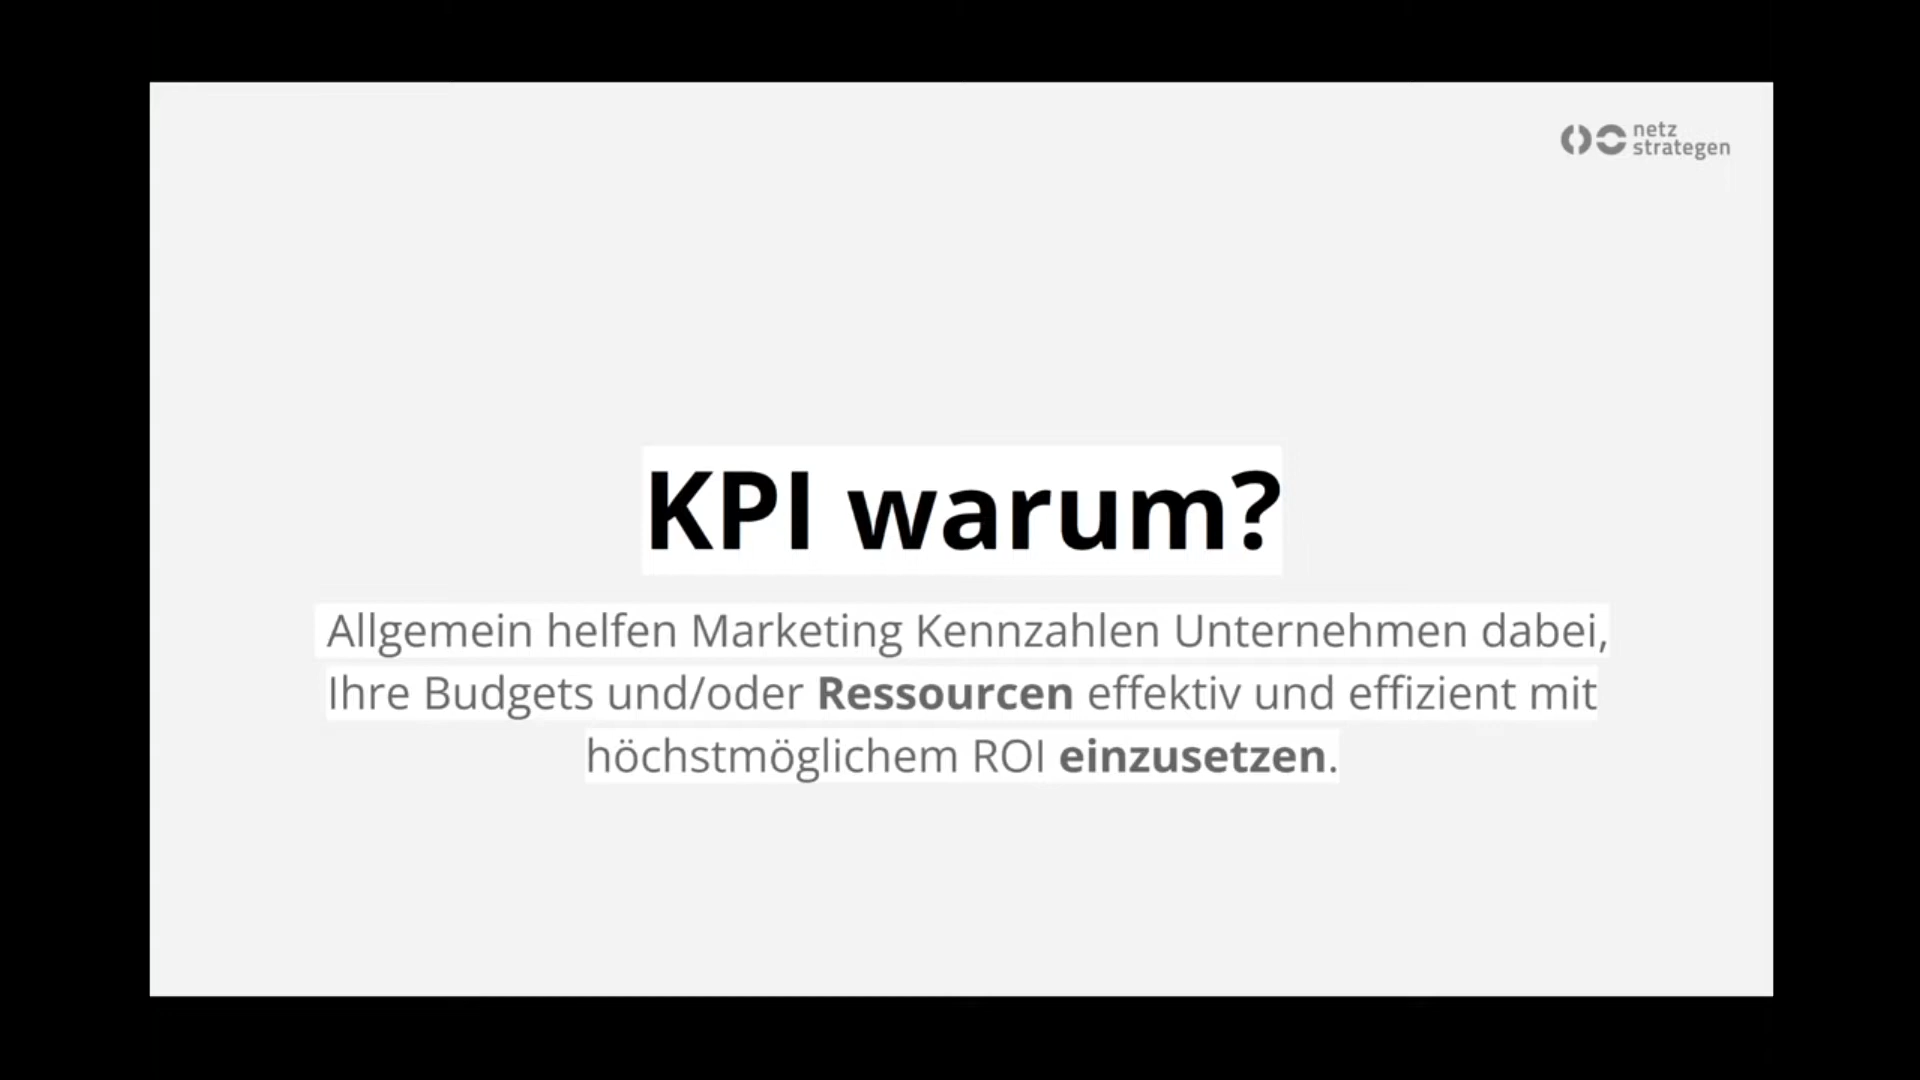 netz
strategen
KPI warum?
Allgemein helfen Marketing Kennzahlen Unternehmen dabei,
Ihre Budgets und/oder Ressourcen effektiv und effizient mit
höchstmöglichem ROI einzusetzen.